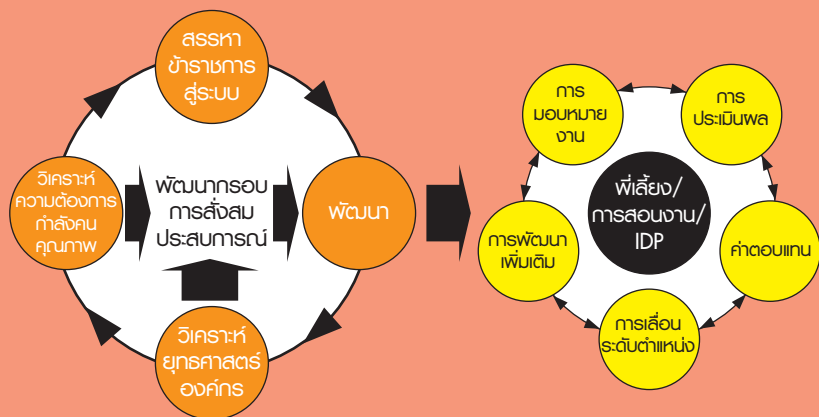 สรรหา
ข้าราชการ
สู่ระบบ
วิเคราะห์
ความต้องการ
กำลังคน
คุณภาพ
พัฒนากรอบ
การสั่งสม
ประสบการณ์
พัฒนา
วิเคราะห์
ยุทธศาสตร์
องค์กร
การ
มอบหมาย
งาน
การ
ประเมินผล
พี่เลี้ยง/
การสอนงาน/
IDP
การพัฒนา
เพิ่มเติม
ค่าตอบแทน
การเลื่อน
ระดับตำแหน่ง